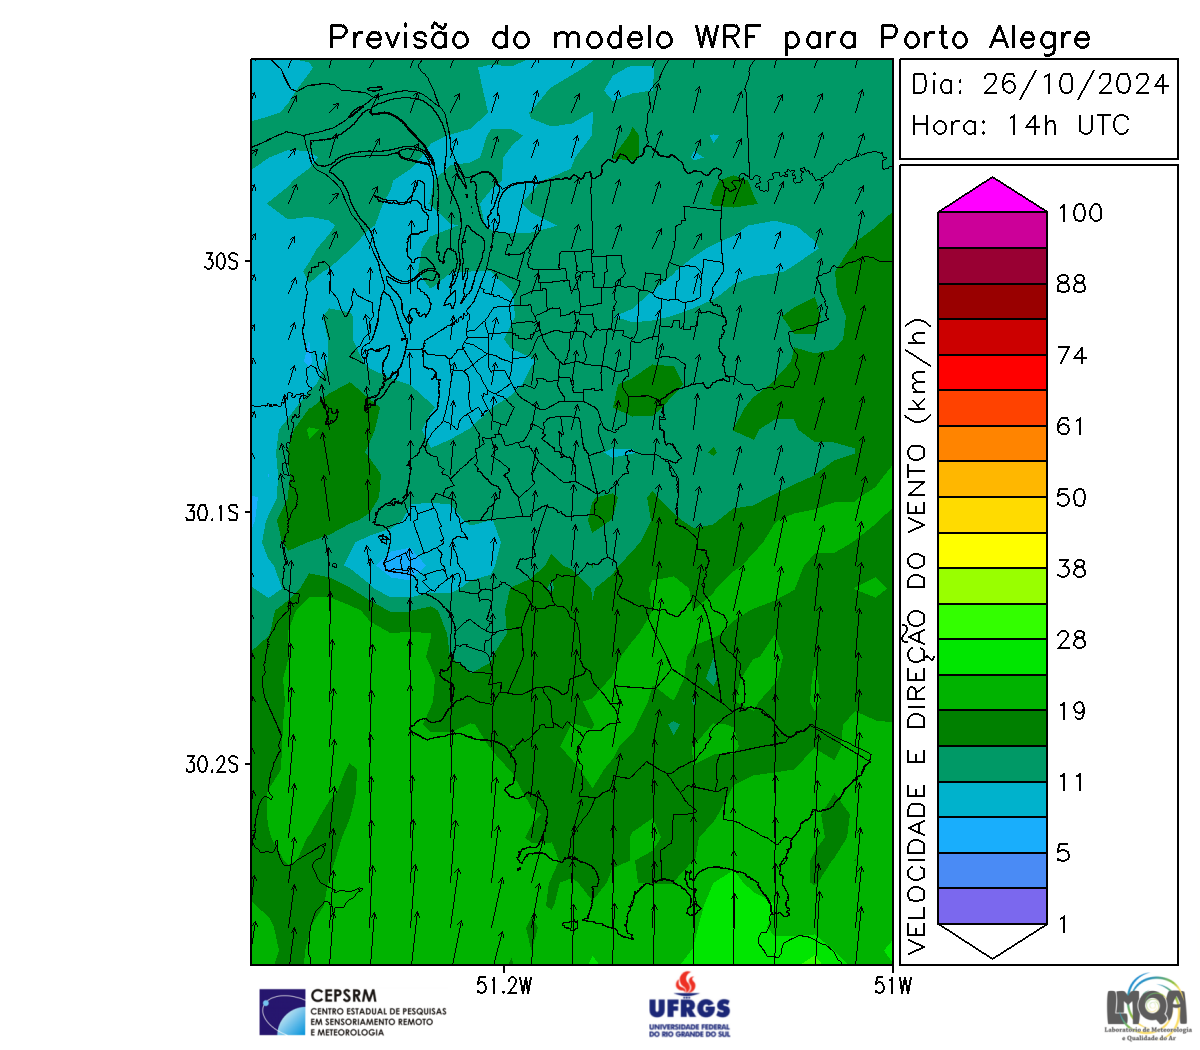 Previsão do modelo WRF para Porto Alegre
Dia: 26/10/2024
Hora: 14h UTC
30S
30.1S
30.2S
51.2W
51W
VELOCIDADE E DIREÇÃO DO VENTO (km/h)
100
88
74
61
50
38
28
19
11
5
1
CEPSRM
CENTRO ESTADUAL DE PESQUISAS
EM SENSORIAMENTO REMOTO
E METEOROLOGIA
UFRGS
UNIVERSIDADE FEDERAL
DO RIO GRANDE DO SUL
LMQA
Laboratório de Meteorologia
e Qualidade do Ar